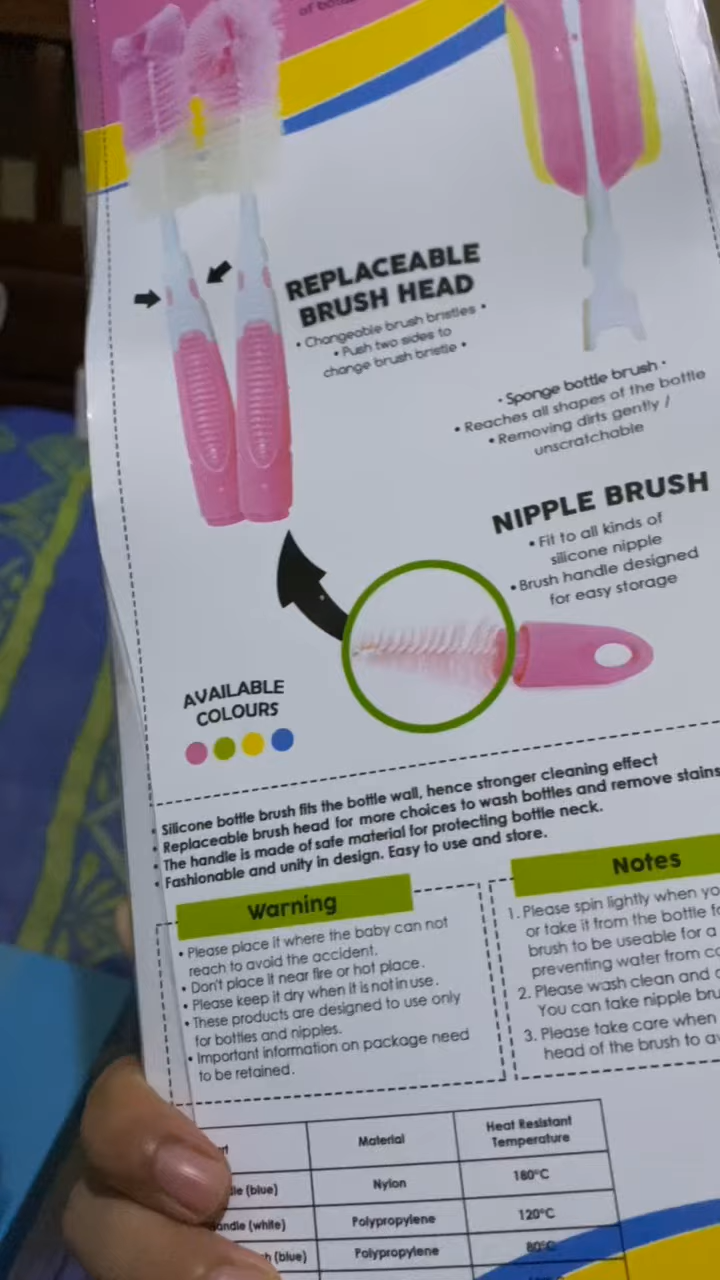 of bottle
REPLACEABLE
BRUSH HEAD
• Changeable brush bristles •
• Push two sides to
change brush bristle •
• Sponge bottle brush •
• Reaches all shapes of the bottle
• Removing dirts gently /
unscratchable
NIPPLE BRUSH
• Fit to all kinds of
silicone nipple
• Brush handle designed
for easy storage
AVAILABLE
COLOURS
• Silicone bottle brush fits the bottle wall, hence stronger cleaning effect
• Replaceable brush head for more choices to wash bottles and remove stains
• The handle is made of safe material for protecting bottle neck.
• Fashionable and unity in design. Easy to use and store.
Warning
• Please place it where the baby can not
reach to avoid the accident.
• Don't place it near fire or hot place.
• Please keep it dry when it is not in use.
• These products are designed to use only
for bottles and nipples.
• Important information on package need
to be retained.
Notes
1. Please spin lightly when
or take it from the bottle
brush to be useable for a
preventing water from
2. Please wash clean and
You can take nipple
3. Please take care when
head of the brush to
Material
Heat Resistant
Temperature
(blue)
Nylon
180°C
(white)
Polypropylene
120°C
(blue)
Polypropylene
80°C